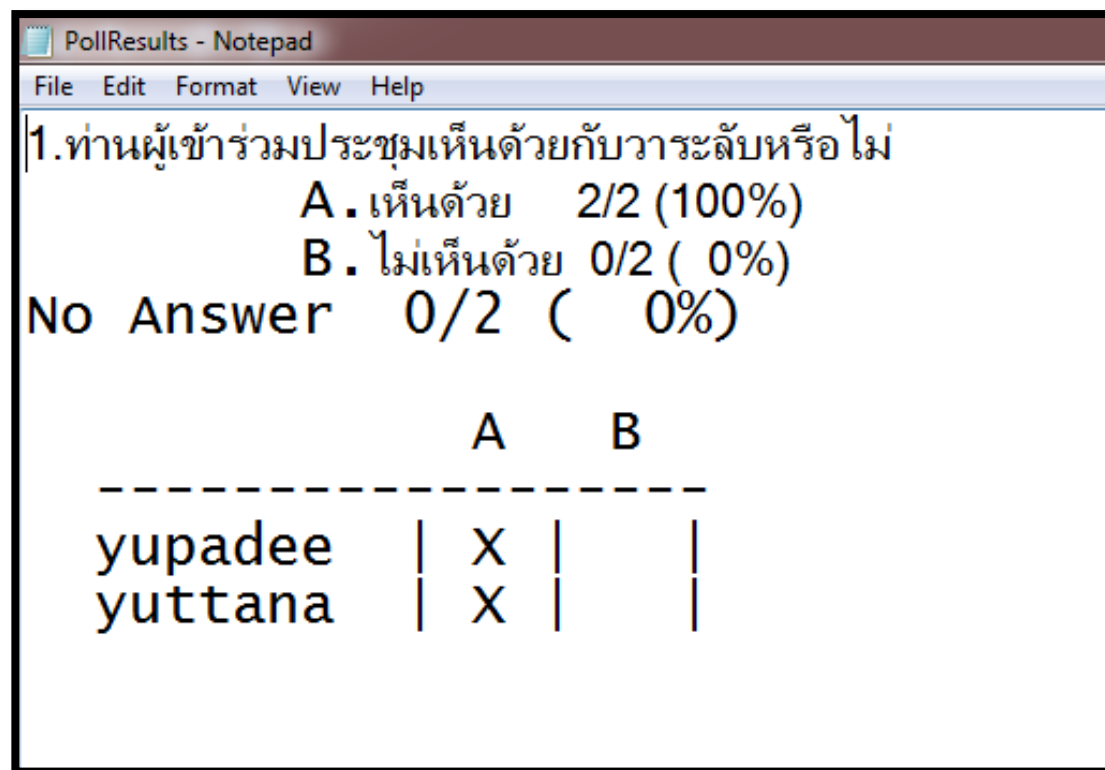 PollResults - Notepad
File Edit Format View Help
1.ท่านผู้เข้าร่วมประชุมเห็นด้วยกับวาระลับหรือไม่
A.เห็นด้วย 2/2 (100%)
B.ไม่เห็นด้วย 0/2 ( 0%)
No Answer 0/2 ( 0%)
A B
------------------
yupadee | X | |
yuttana | X | |